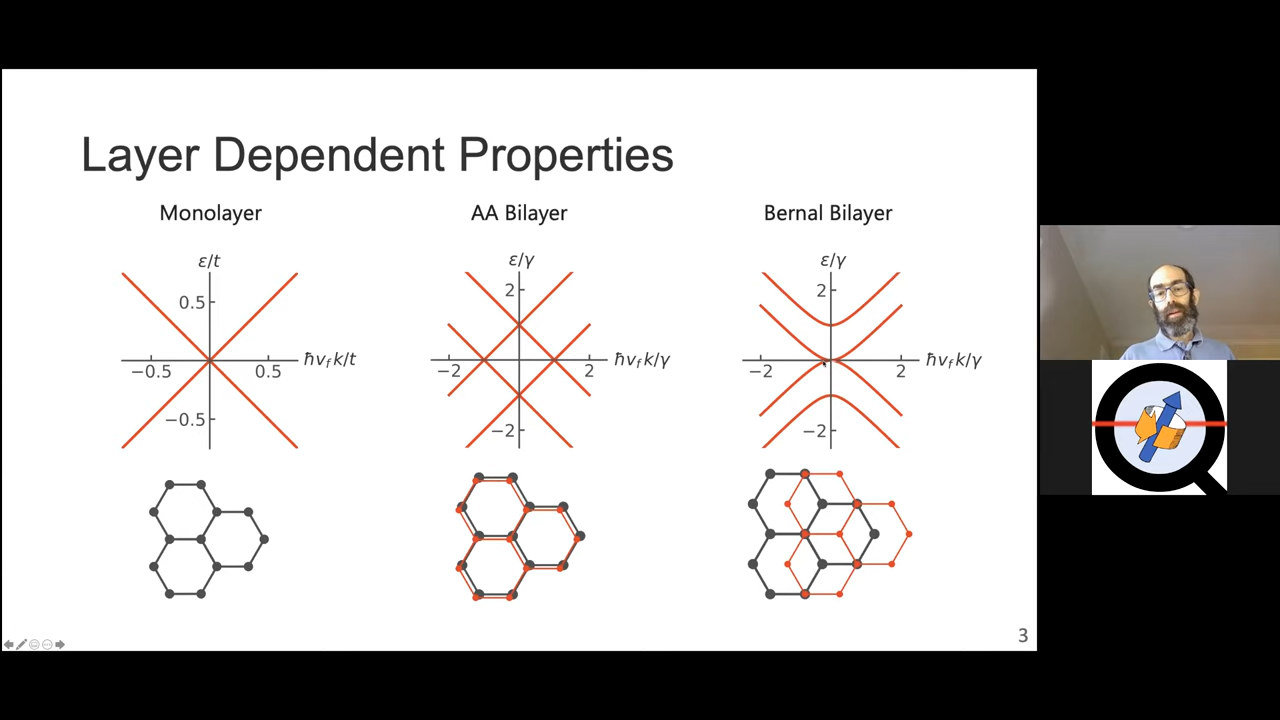 Layer Dependent Properties
Monolayer
ε/t
0.5
−0.5
0.5
−0.5
ħv_f k/t
AA Bilayer
ε/γ
2
−2
2
−2
ħv_f k/γ
Bernal Bilayer
ε/γ
2
−2
2
−2
ħv_f k/γ
3